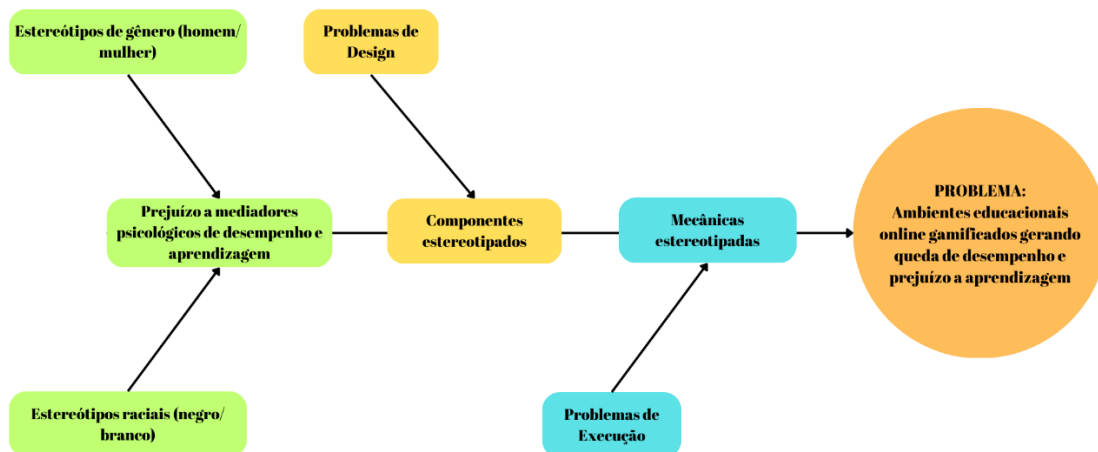 Estereótipos de gênero (homem/
mulher)
Problemas de
Design
Prejuízo a mediadores
psicológicos de desempenho e
aprendizagem
Componentes
estereotipados
Mecânicas
estereotipadas
PROBLEMA:
Ambientes educacionais
online gamificados gerando
queda de desempenho e
prejuízo a aprendizagem
Estereótipos raciais (negro/
branco)
Problemas de
Execução